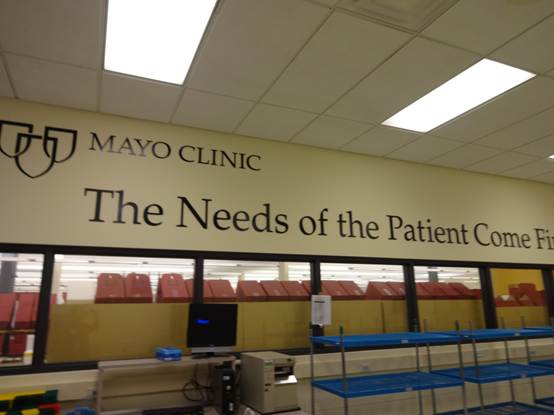 MAYO CLINIC
The Needs of the Patient Come Fi